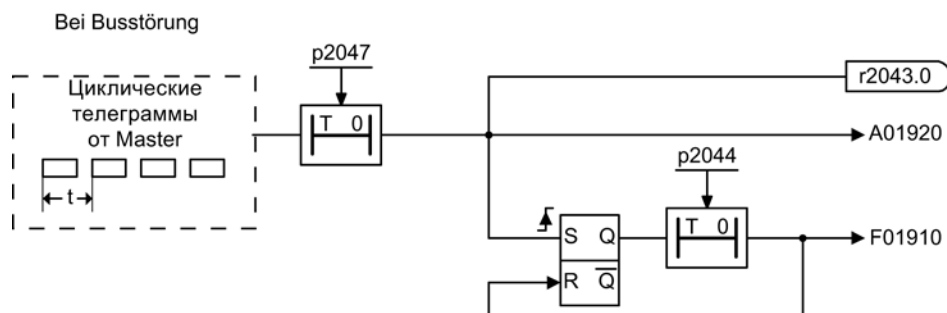 Bei Busstörung
p2047
Циклические
телеграммы
от Master
t
T 0
r2043.0
A01920
p2044
S Q
T 0
F01910
R Q̅